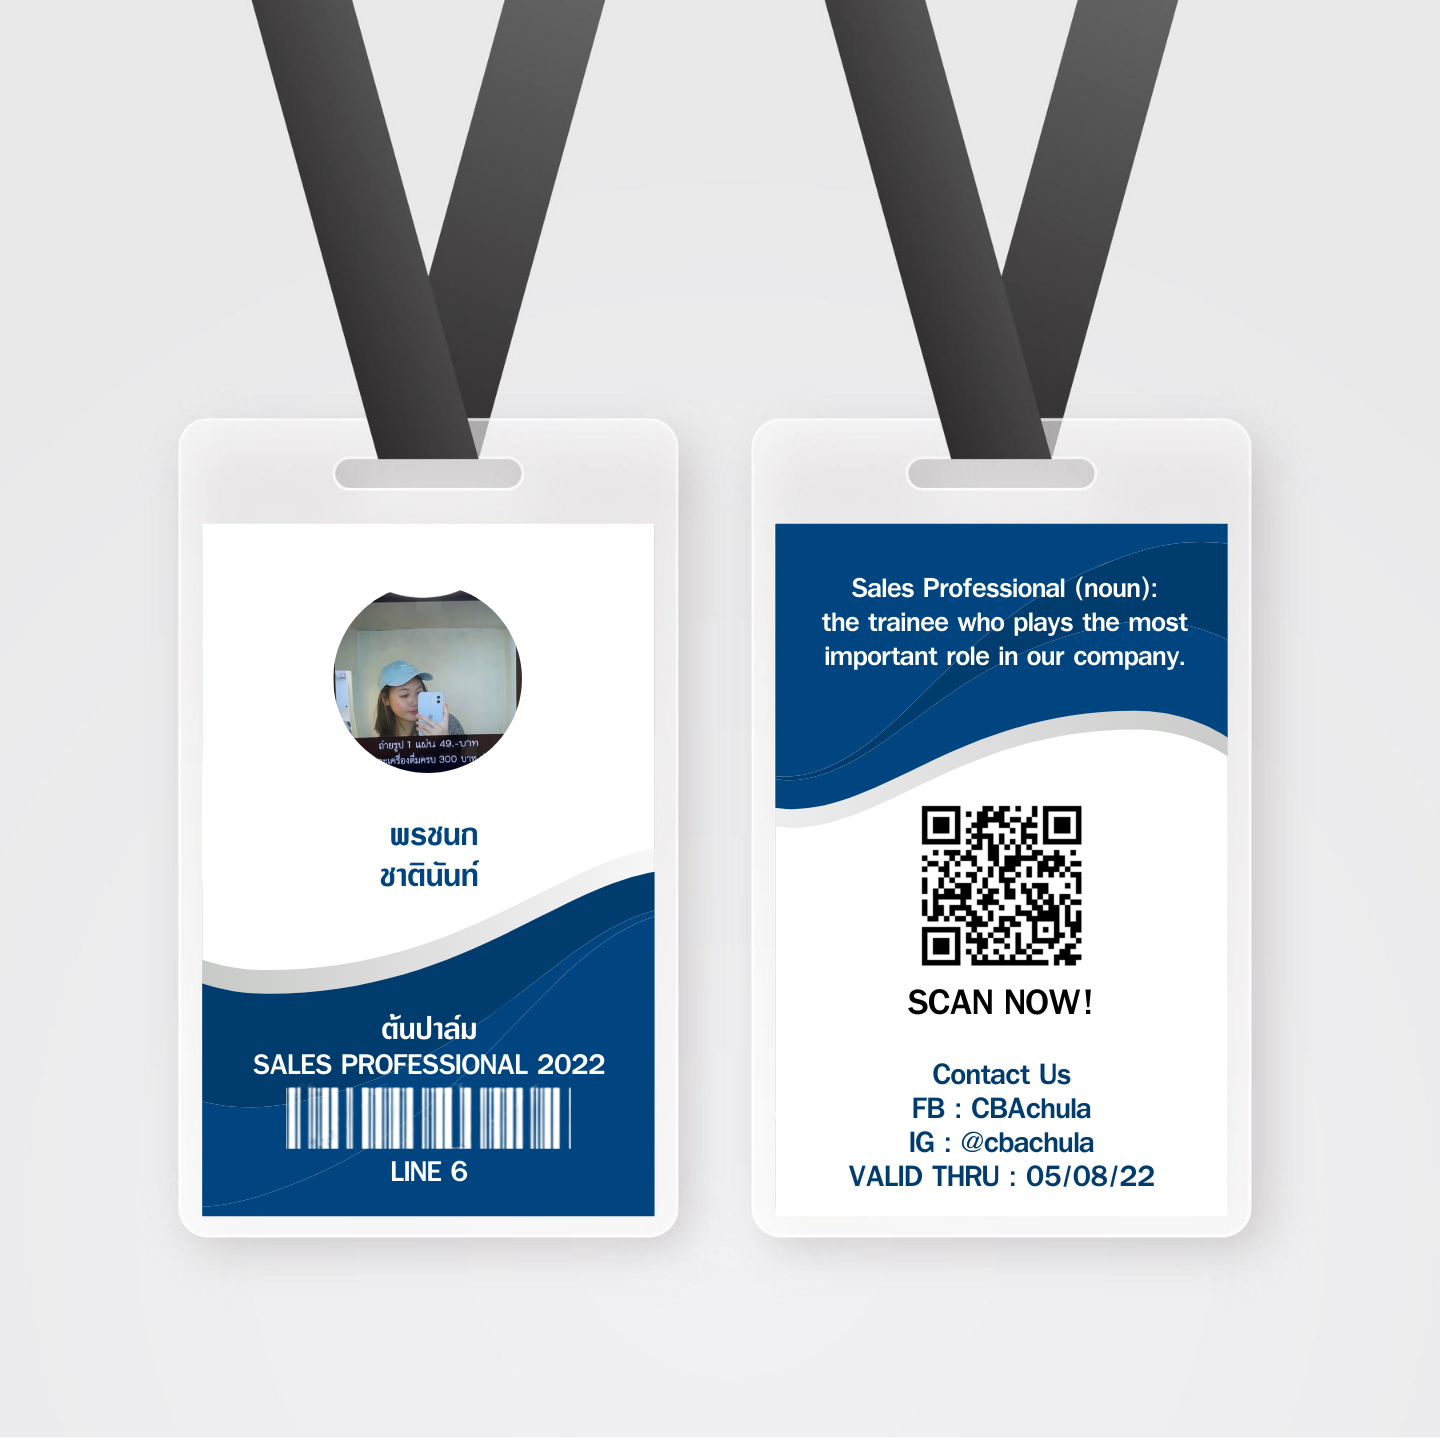 ถ่ายรูป 1 แผ่น 49.-บาท
ะเครื่องดื่มครบ 300 บาท
พรชนก
ชาตินันท์
ต้นปาล์ม
SALES PROFESSIONAL 2022
LINE 6
Sales Professional (noun):
the trainee who plays the most
important role in our company.
SCAN NOW!
Contact Us
FB : CBAchula
IG : @cbachula
VALID THRU : 05/08/22